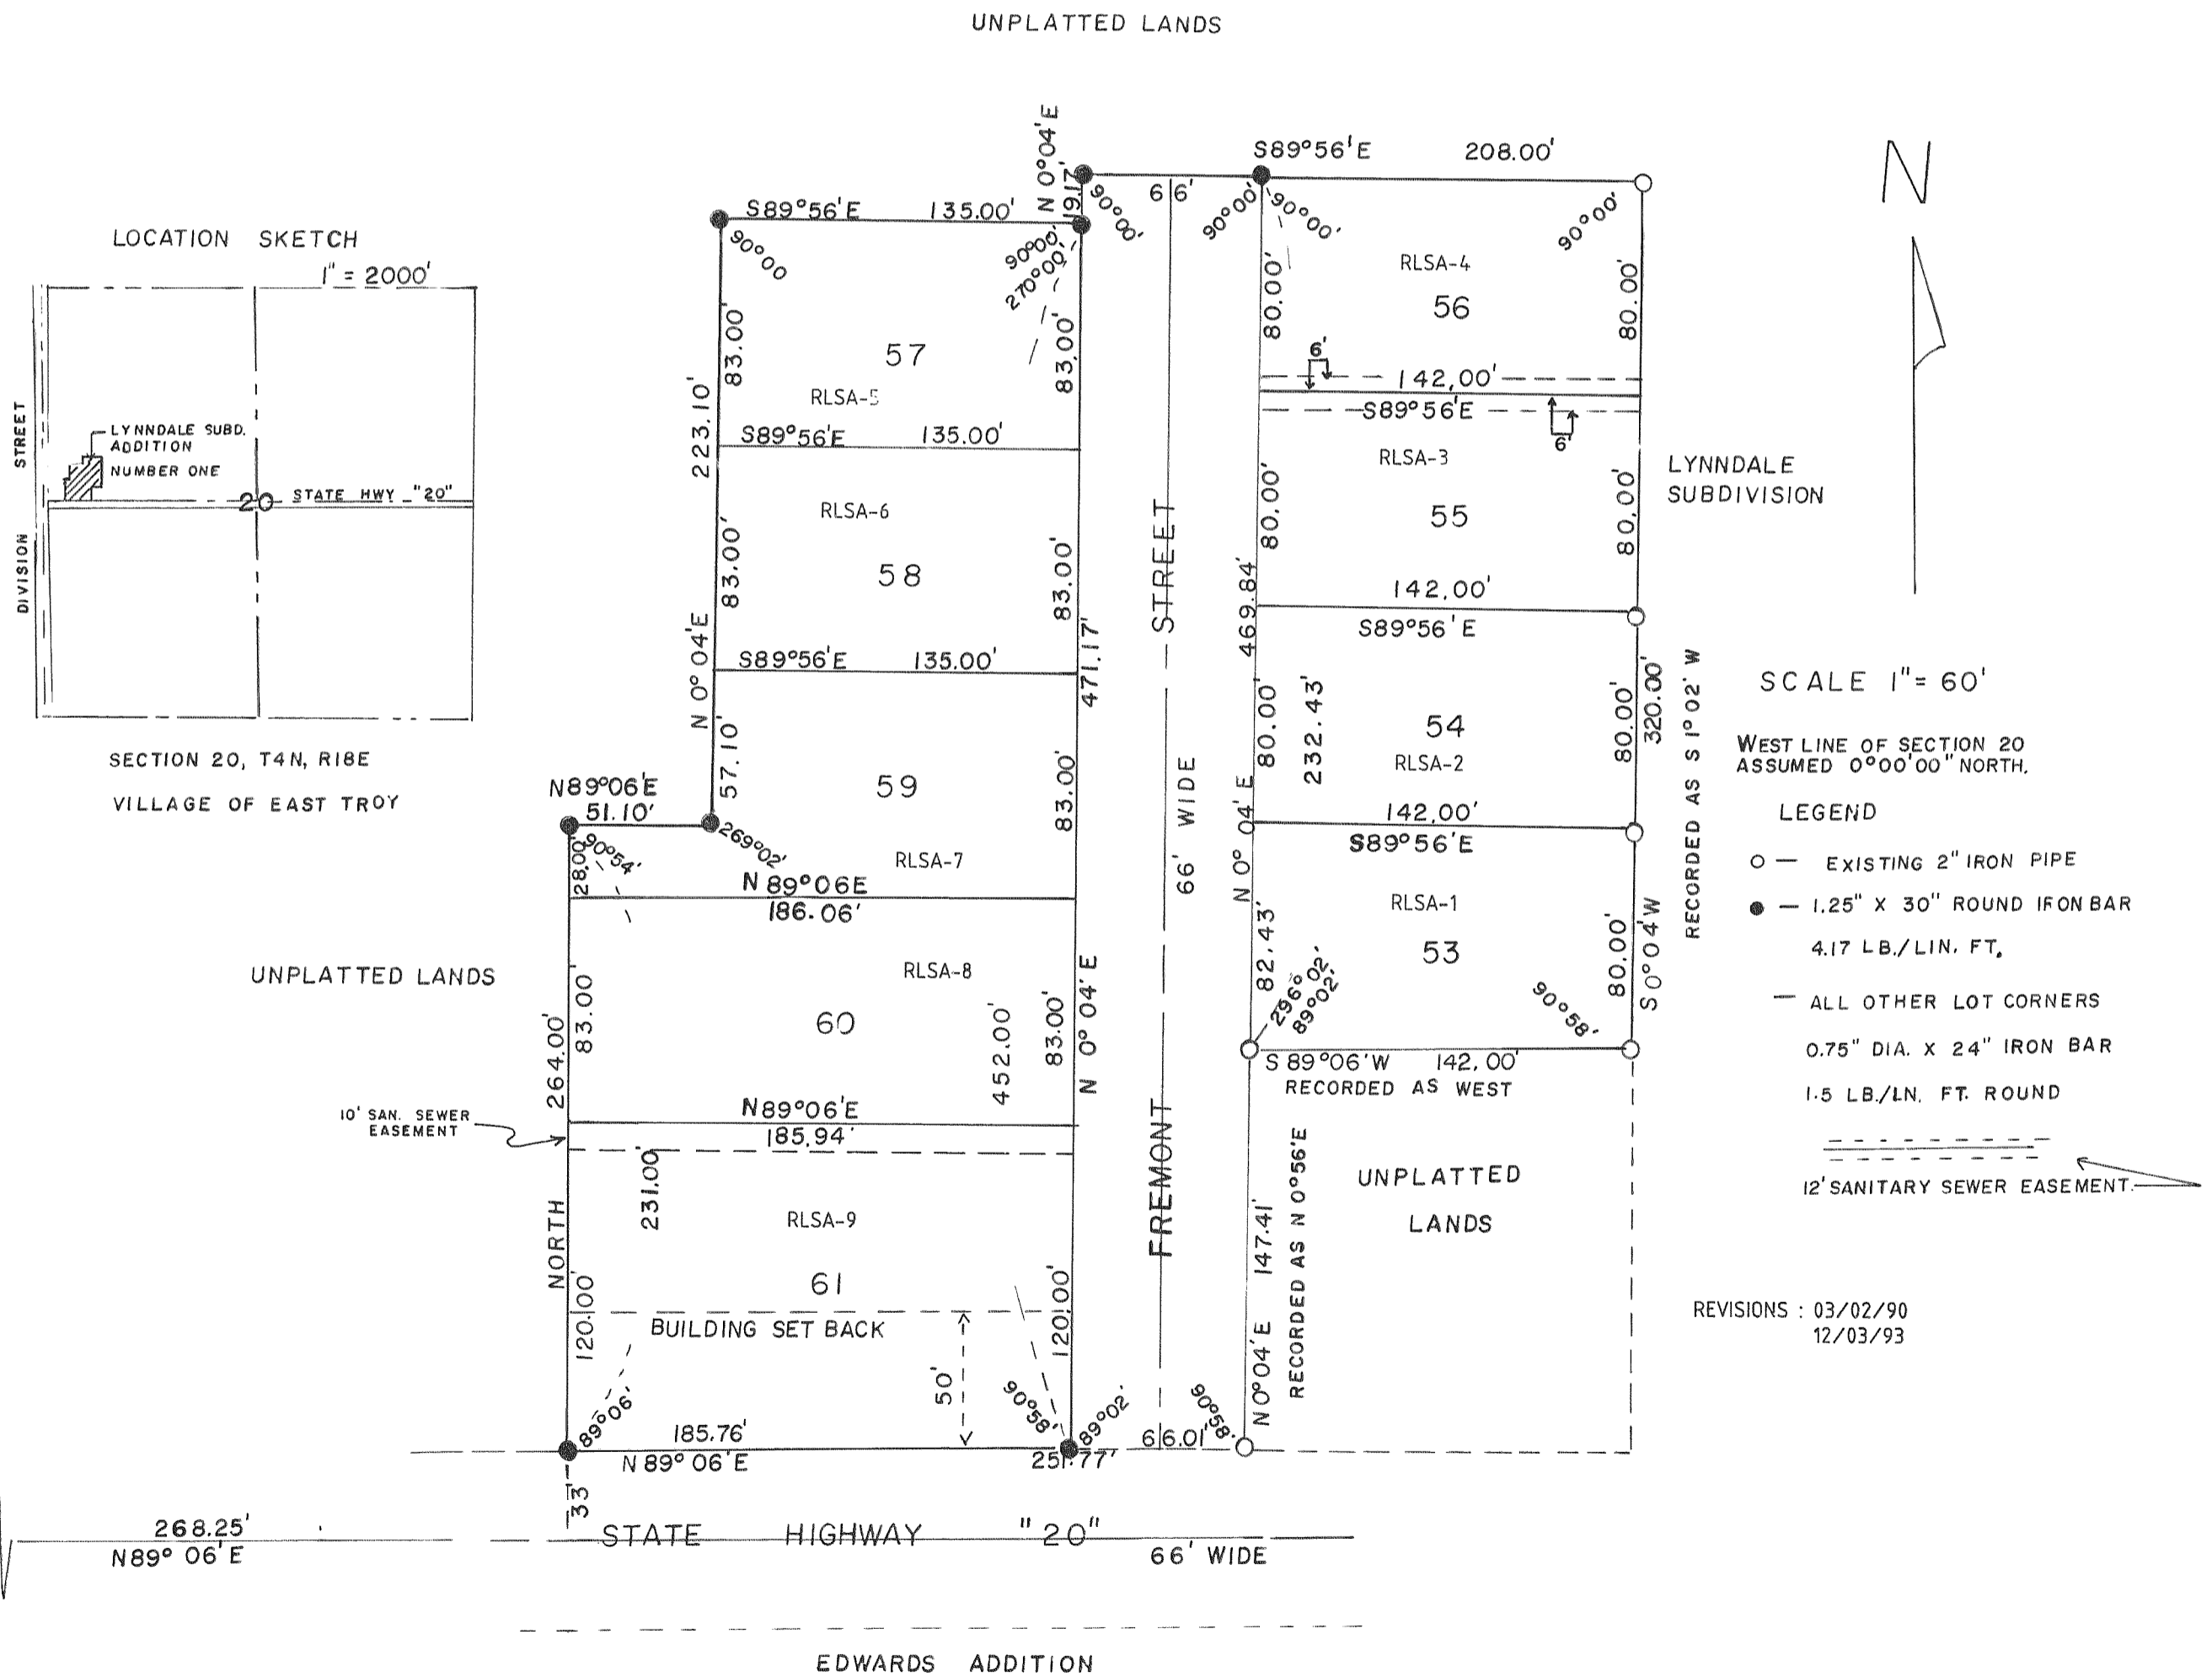 UNPLATTED LANDS
LOCATION SKETCH
1" = 2000'
STREET
DIVISION
LYNNDALE SUBD.
ADDITION
NUMBER ONE
20
STATE HWY "20"
SECTION 20, T4N, R18E
VILLAGE OF EAST TROY
N 0°04'E
19.17'
S89°56'E 208.00'
66'
90°00'
90°00'
90°00'
90°00'
S89°56'E 135.00'
90°00
90°00'
270°00'
83.00'
83.00'
57
RLSA-5
223.10'
N 0° 04'E
S89°56'E 135.00'
RLSA-6
83.00'
83.00'
58
S89°56'E 135.00'
471.17'
57.10'
83.00'
59
N89°06'E
51.10'
269°02'
28.00'
90°54'
RLSA-7
N 89°06E
186.06'
UNPLATTED LANDS
RLSA-8
83.00'
83.00'
60
452.00'
264.00'
N 0° 04' E
N89°06'E
185.94'
10' SAN. SEWER
EASEMENT
231.00'
NORTH
RLSA-9
61
120.00'
120.00'
BUILDING SET BACK
50'
89°06'
90°58'
89°02'
90°58'
185.76'
N 89° 06'E
66.01'
251.77'
33'
268.25'
N89° 06'E
STATE HIGHWAY "20"
66' WIDE
EDWARDS ADDITION
FREMONT STREET
66' WIDE
80.00'
80.00'
RLSA-4
56
6'
142.00'
S89°56'E
6'
RLSA-3
80.00'
80.00'
55
469.84'
142.00'
S89°56'E
LYNNDALE
SUBDIVISION
80.00'
232.43'
80.00'
54
RLSA-2
320.00'
RECORDED AS S 1° 02' W
N 0° 04' E
142.00'
S89°56'E
RLSA-1
53
82.43'
80.00'
S 0°04'W
296° 02'
89°02'
90°58'
S 89°06'W 142.00'
RECORDED AS WEST
RECORDED AS N 0°56'E
147.41'
N0°04'E
UNPLATTED
LANDS
N
SCALE 1"= 60'
WEST LINE OF SECTION 20
ASSUMED 0°00'00" NORTH.
LEGEND
EXISTING 2" IRON PIPE
1.25" X 30" ROUND IRON BAR
4.17 LB./LIN. FT.
ALL OTHER LOT CORNERS
0.75" DIA. X 24" IRON BAR
1.5 LB./LN. FT. ROUND
12' SANITARY SEWER EASEMENT.
REVISIONS : 03/02/90
12/03/93